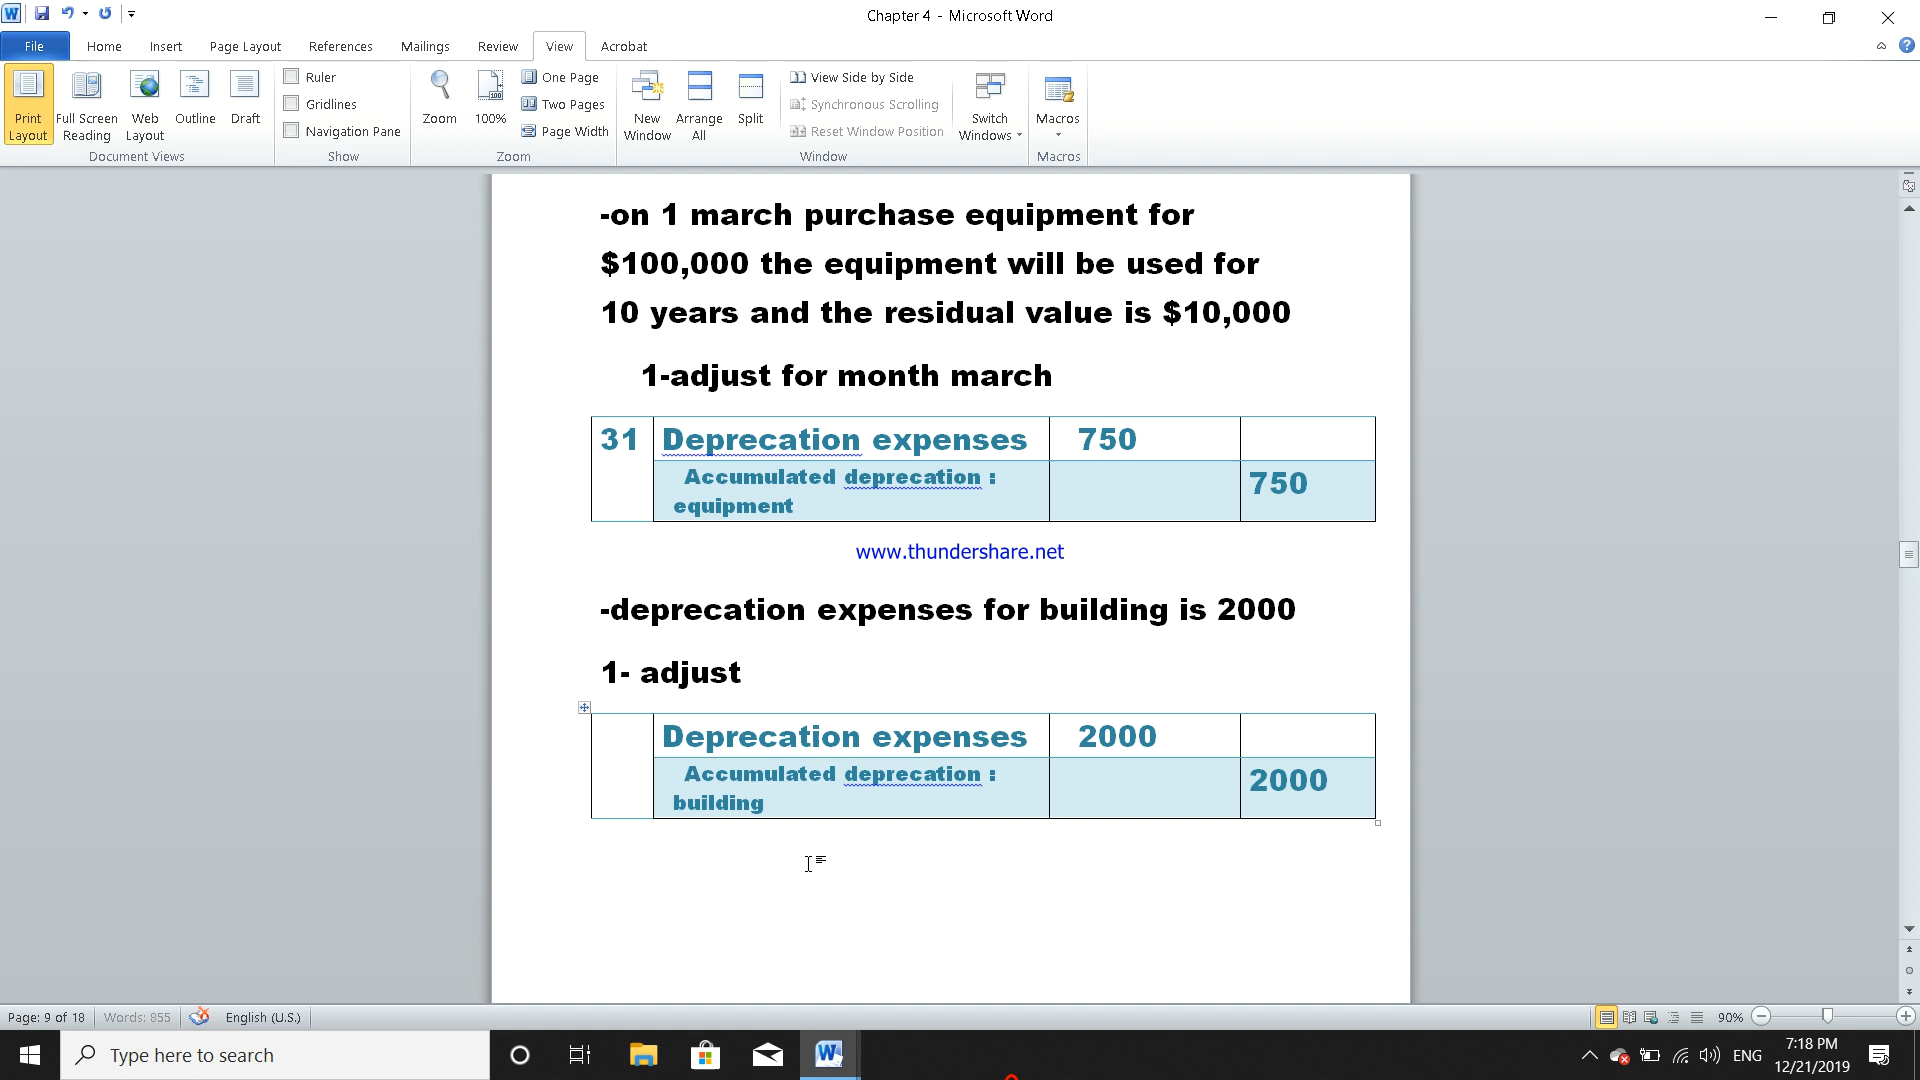 Chapter 4 - Microsoft Word
File Home Insert Page Layout References Mailings Review View Acrobat
Print Layout
Full Screen Reading
Web Layout
Outline
Draft
Document Views
Ruler
Gridlines
Navigation Pane
Show
Zoom
100%
One Page
Two Pages
Page Width
Zoom
New Window
Arrange All
Split
View Side by Side
Synchronous Scrolling
Reset Window Position
Window
Switch Windows
Macros
Macros
-on 1 march purchase equipment for
$100,000 the equipment will be used for
10 years and the residual value is $10,000
1-adjust for month march
31 Deprecation expenses 750
Accumulated deprecation : 750
equipment
www.thundershare.net
-deprecation expenses for building is 2000
1- adjust
Deprecation expenses 2000
Accumulated deprecation : 2000
building
Page: 9 of 18 Words: 855 English (U.S.) 90%
Type here to search
ENG
7:18 PM
12/21/2019